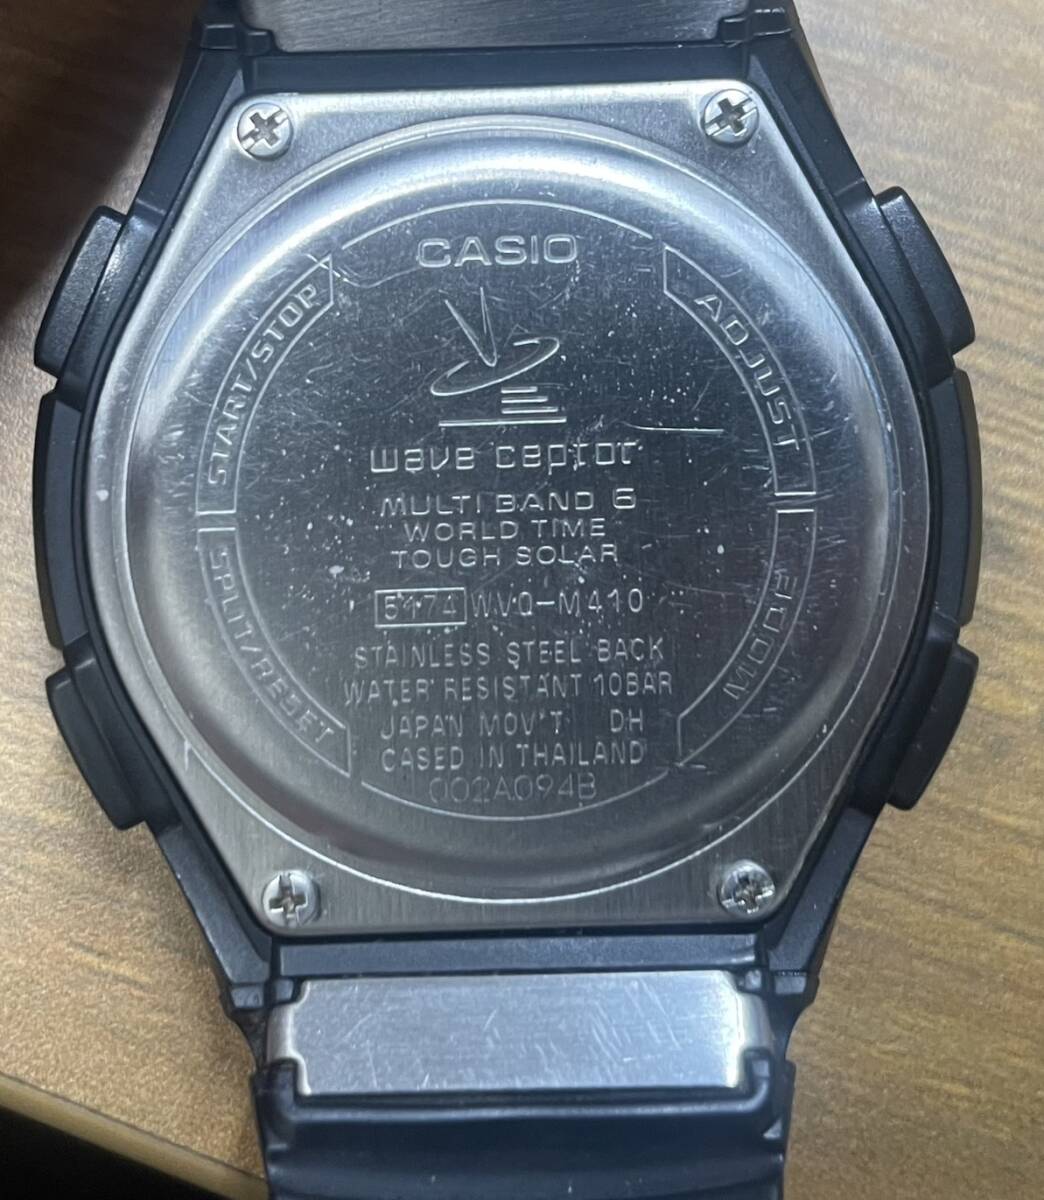 CASIO
START/STOP
ADJUST
wave ceptor
MULTI BAND 6
WORLD TIME
TOUGH SOLAR
5174 WVQ-M410
STAINLESS STEEL BACK
WATER RESISTANT 10BAR
JAPAN MOV'T DH
CASED IN THAILAND
002A094B
SPLIT/RESET
MODE